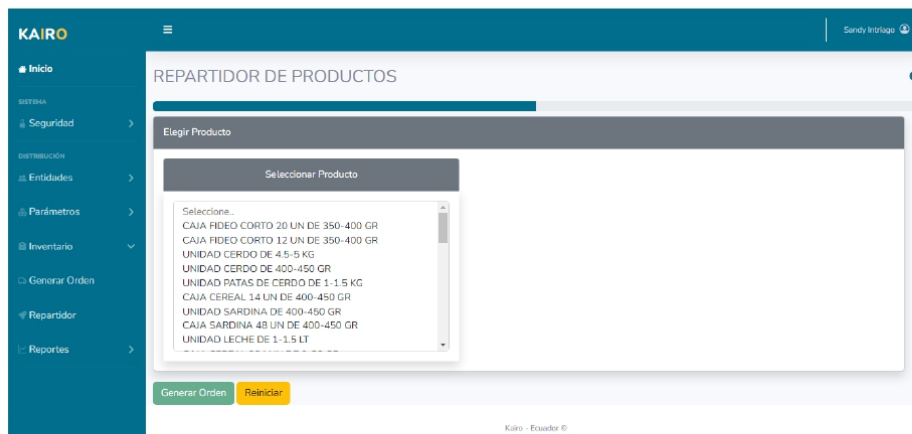 KAIRO
Sandy Intriago
Inicio
REPARTIDOR DE PRODUCTOS
SISTEMA
Seguridad
Elegir Producto
DISTRIBUCIÓN
Entidades
Seleccionar Producto
Parámetros
Seleccione..
CAJA FIDEO CORTO 20 UN DE 350-400 GR
CAJA FIDEO CORTO 12 UN DE 350-400 GR
Inventario
UNIDAD CERDO DE 4.5-5 KG
UNIDAD CERDO DE 400-450 GR
Generar Orden
UNIDAD PATAS DE CERDO DE 1-1.5 KG
CAJA CEREAL 14 UN DE 400-450 GR
Repartidor
UNIDAD SARDINA DE 400-450 GR
CAJA SARDINA 48 UN DE 400-450 GR
UNIDAD LECHE DE 1-1.5 LT
Reportes
Generar Orden
Reiniciar
Kairo - Ecuador ©